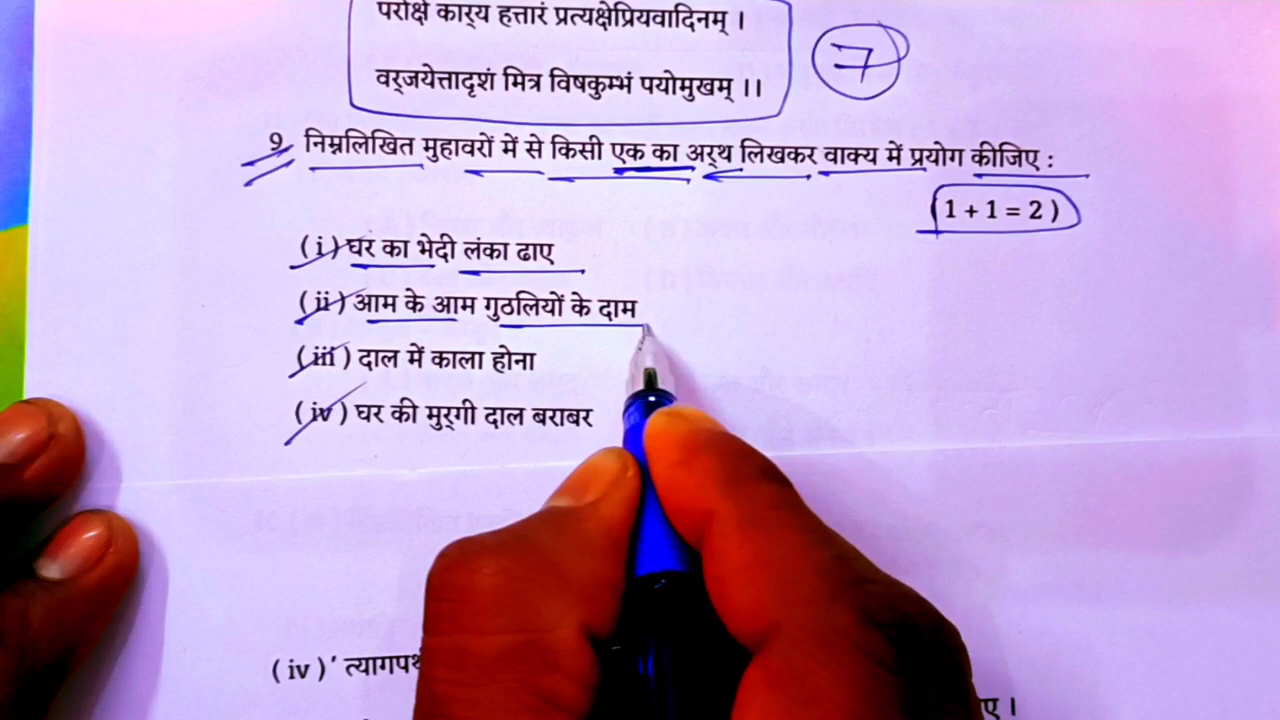 परोक्षे कार्‌य हत्तारं प्रत्यक्षेप्रियवादिनम् ।
वर्‌जयेत्तादृशं मित्र विषकुम्भं पयोमुखम् ।।
7
9. निम्नलिखित मुहावरों में से किसी एक का अर्‌थ लिखकर वाक्य में प्रयोग कीजिए :
(1+1=2)
(i) घर का भेदी लंका ढाए
(ii) आम के आम गुठलियों के दाम
(iii) दाल में काला होना
(iv) घर की मुर्‌गी दाल बराबर
(iv)'